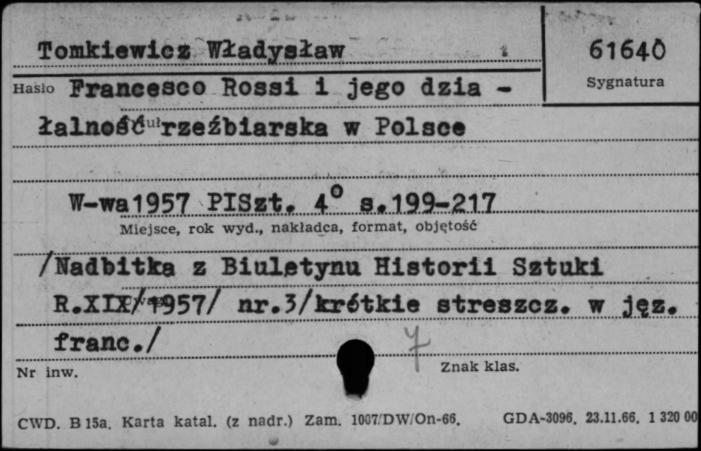 Tomkiewicz Władysław
61640
Sygnatura
Hasło Francesco Rossi i jego dzia -
łalność rzeźbiarska w Polsce
W-wa 1957 PISzt. 4° s.199-217
Miejsce, rok wyd., nakładca, format, objętość
/Nadbitka z Biuletynu Historii Sztuki
R.XIX/1957/ nr.3/krótkie streszcz. w jęz.
franc./
7
Nr inw.
Znak klas.
CWD. B 15a. Karta katal. (z nadr.) Zam. 1007/DW/On-66. GDA-3096. 23.11.66. 1 320 00